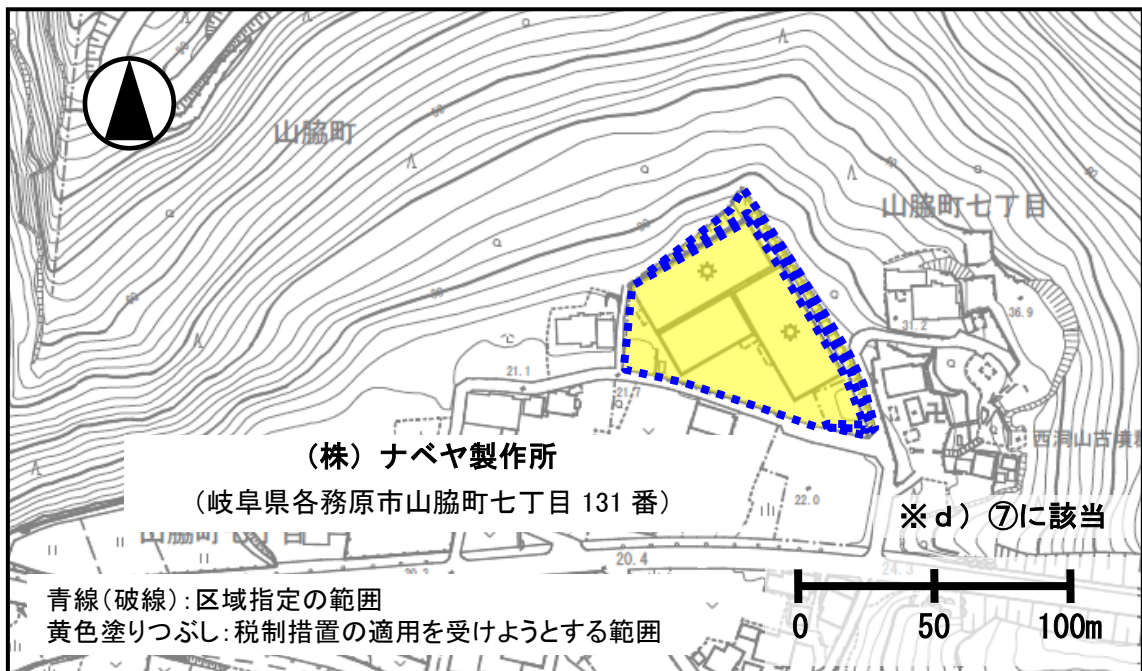 山脇町
山脇町七丁目
36.9
31.2
21.1
21.7
西洞山古墳
(株) ナベヤ製作所
(岐阜県各務原市山脇町七丁目 131 番)
22.0
※ d) ⑦に該当
20.4
24.3
青線(破線):区域指定の範囲
黄色塗りつぶし:税制措置の適用を受けようとする範囲
0 50 100m